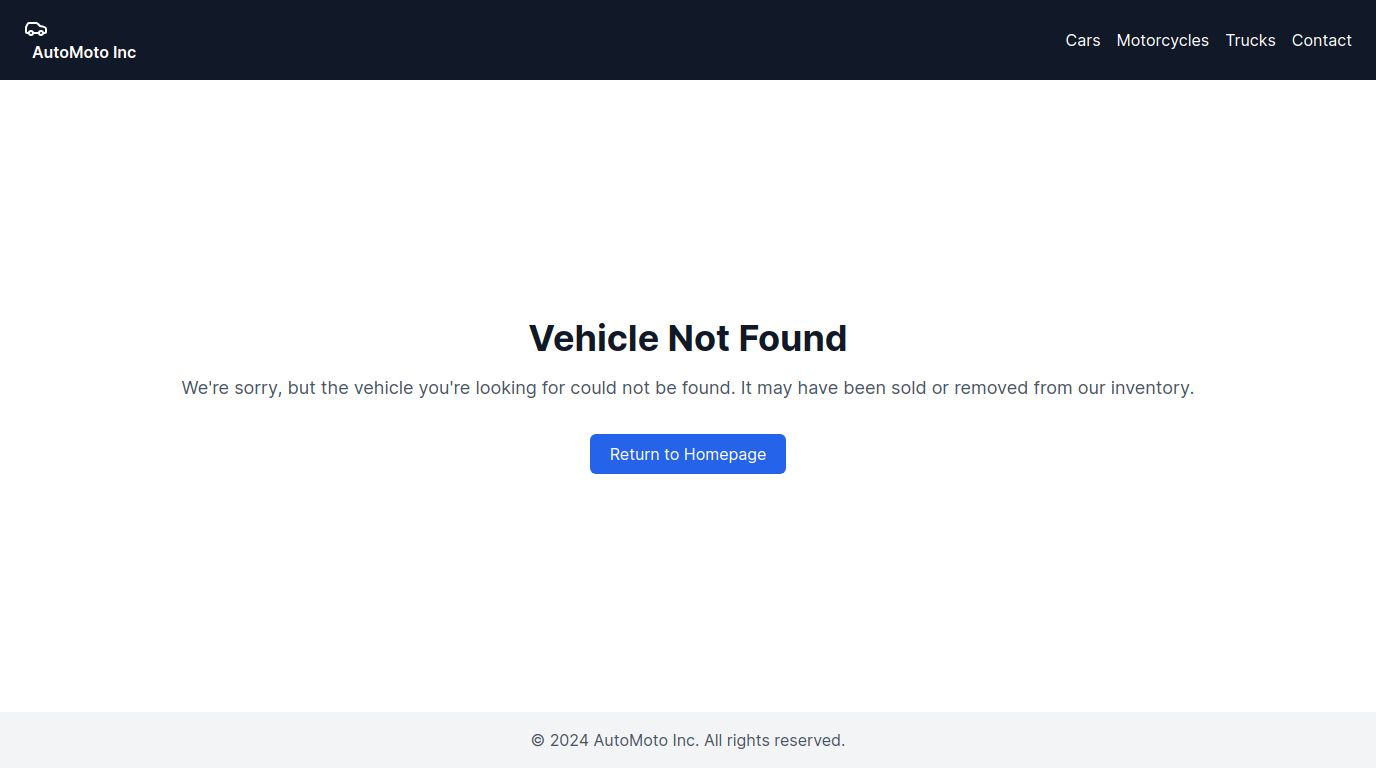 AutoMoto Inc
Cars Motorcycles Trucks Contact
Vehicle Not Found
We're sorry, but the vehicle you're looking for could not be found. It may have been sold or removed from our inventory.
Return to Homepage
© 2024 AutoMoto Inc. All rights reserved.